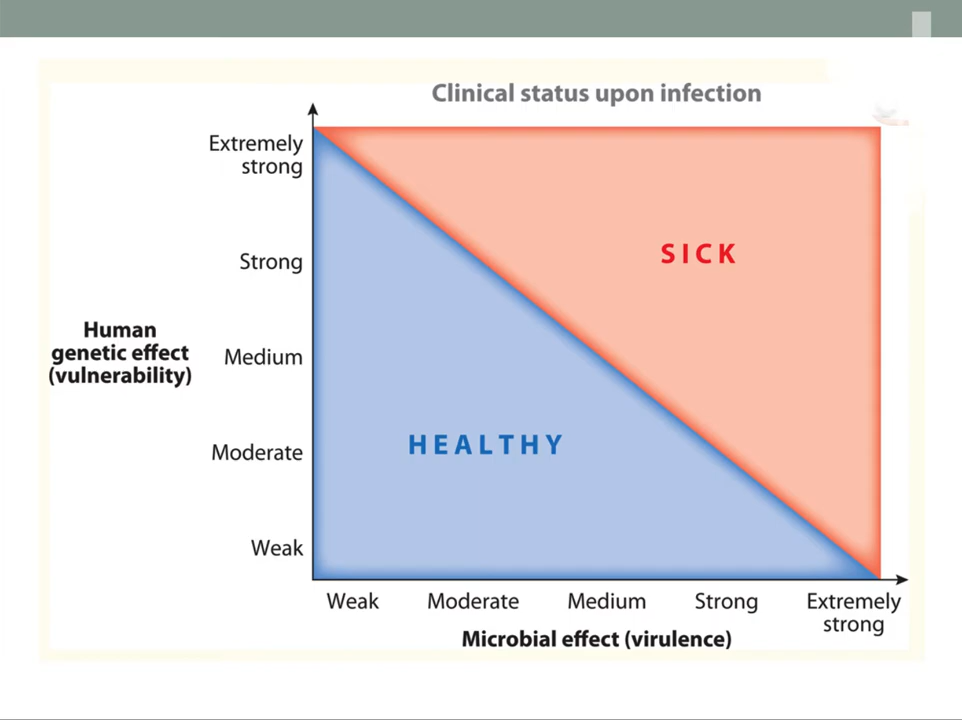 Clinical status upon infection
Extremely
strong
Strong
Medium
Moderate
Weak
Human
genetic effect
(vulnerability)
SICK
HEALTHY
Weak
Moderate
Medium
Strong
Extremely
strong
Microbial effect (virulence)